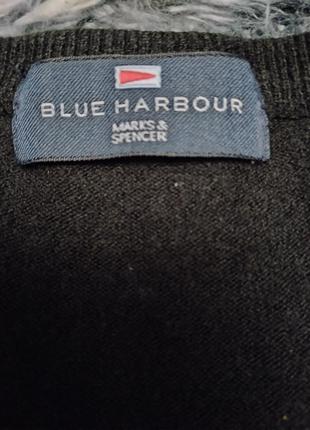 BLUE HARBOUR
MARKS &
SPENCER